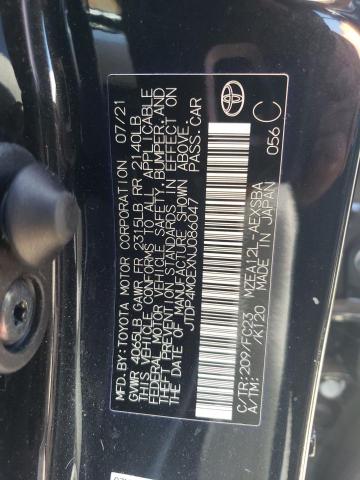 MFD. BY: TOYOTA MOTOR CORPORATION 07/21
GVWR 4065LB GAWR FR 2315LB RR 2140LB
THIS VEHICLE CONFORMS TO ALL APPLICABLE
FEDERAL MOTOR VEHICLE SAFETY, BUMPER, AND
THEFT PREVENTION STANDARDS IN EFFECT ON
THE DATE OF MANUFACTURE SHOWN ABOVE.
JTDP4MCEXNJ086047 PASS. CAR
TOYOTA
056 C
C/TR: 209/FC23 MZEA12L-AEXSBA
A/TM: /K120 MADE IN JAPAN